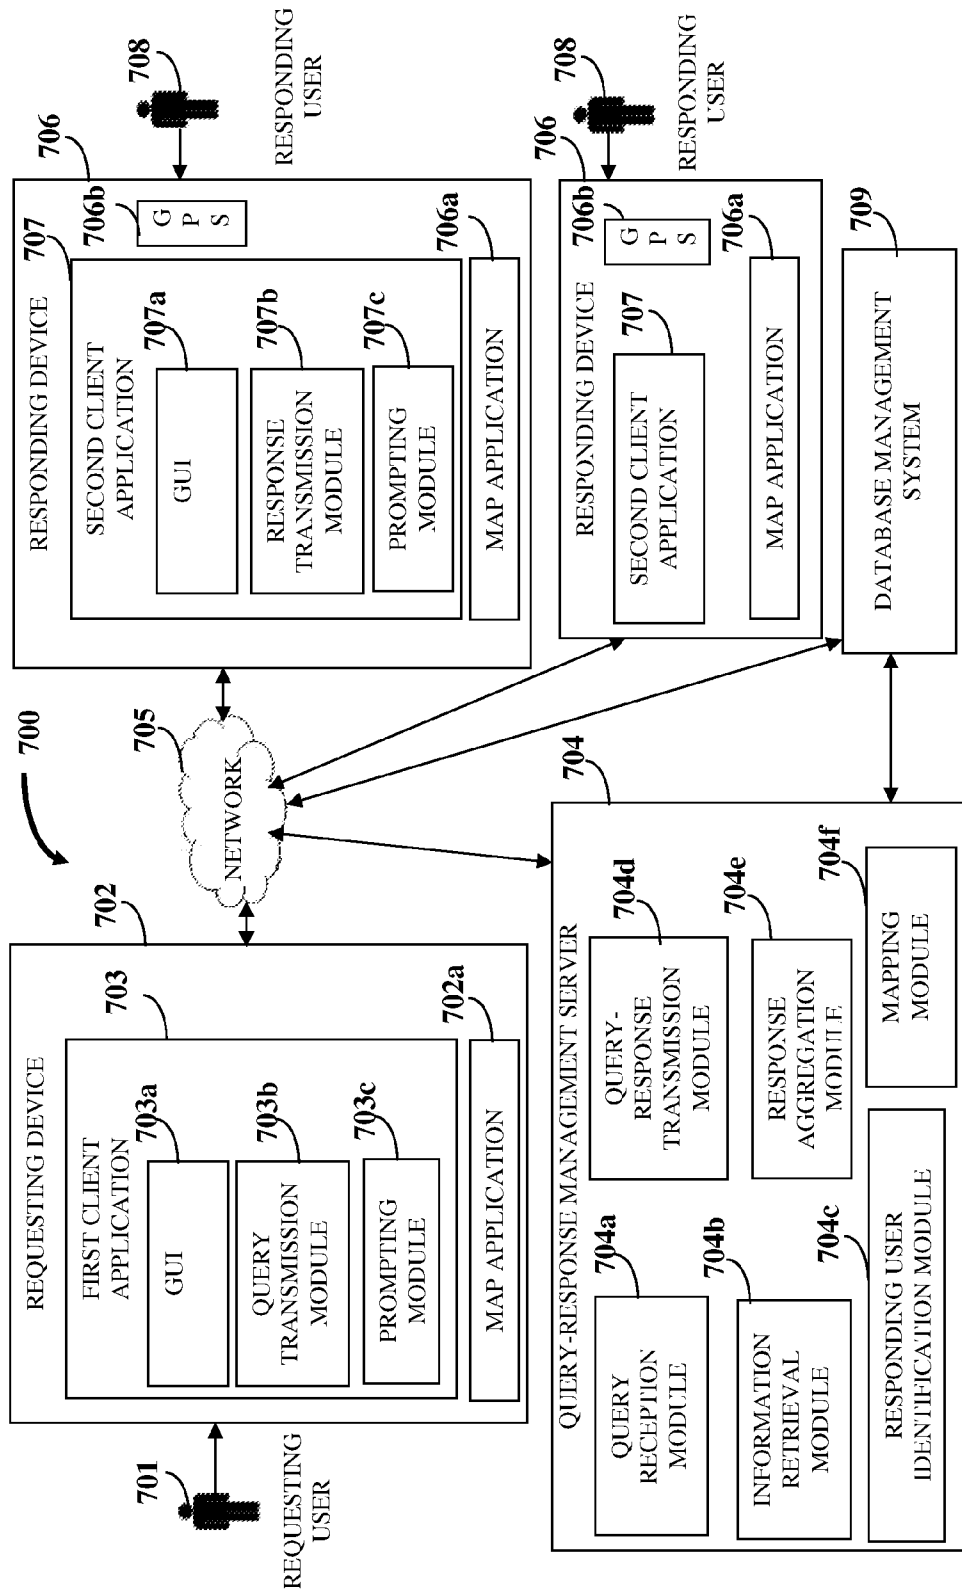 700
701
REQUESTING
USER
REQUESTING DEVICE
702
FIRST CLIENT
APPLICATION
703
GUI
703a
QUERY
TRANSMISSION
MODULE
703b
PROMPTING
MODULE
703c
MAP APPLICATION
702a
NETWORK
705
RESPONDING DEVICE
706
SECOND CLIENT
APPLICATION
707
GUI
707a
RESPONSE
TRANSMISSION
MODULE
707b
PROMPTING
MODULE
707c
MAP APPLICATION
706a
G
P
S
706b
708
RESPONDING
USER
QUERY-RESPONSE MANAGEMENT SERVER
704
QUERY
RECEPTION
MODULE
704a
INFORMATION
RETRIEVAL
MODULE
704b
RESPONDING USER
IDENTIFICATION MODULE
704c
QUERY-
RESPONSE
TRANSMISSION
MODULE
704d
RESPONSE
AGGREGATION
MODULE
704e
MAPPING
MODULE
704f
RESPONDING DEVICE
706
SECOND CLIENT
APPLICATION
707
MAP APPLICATION
706a
G
P
S
706b
708
RESPONDING
USER
DATABASE MANAGEMENT
SYSTEM
709